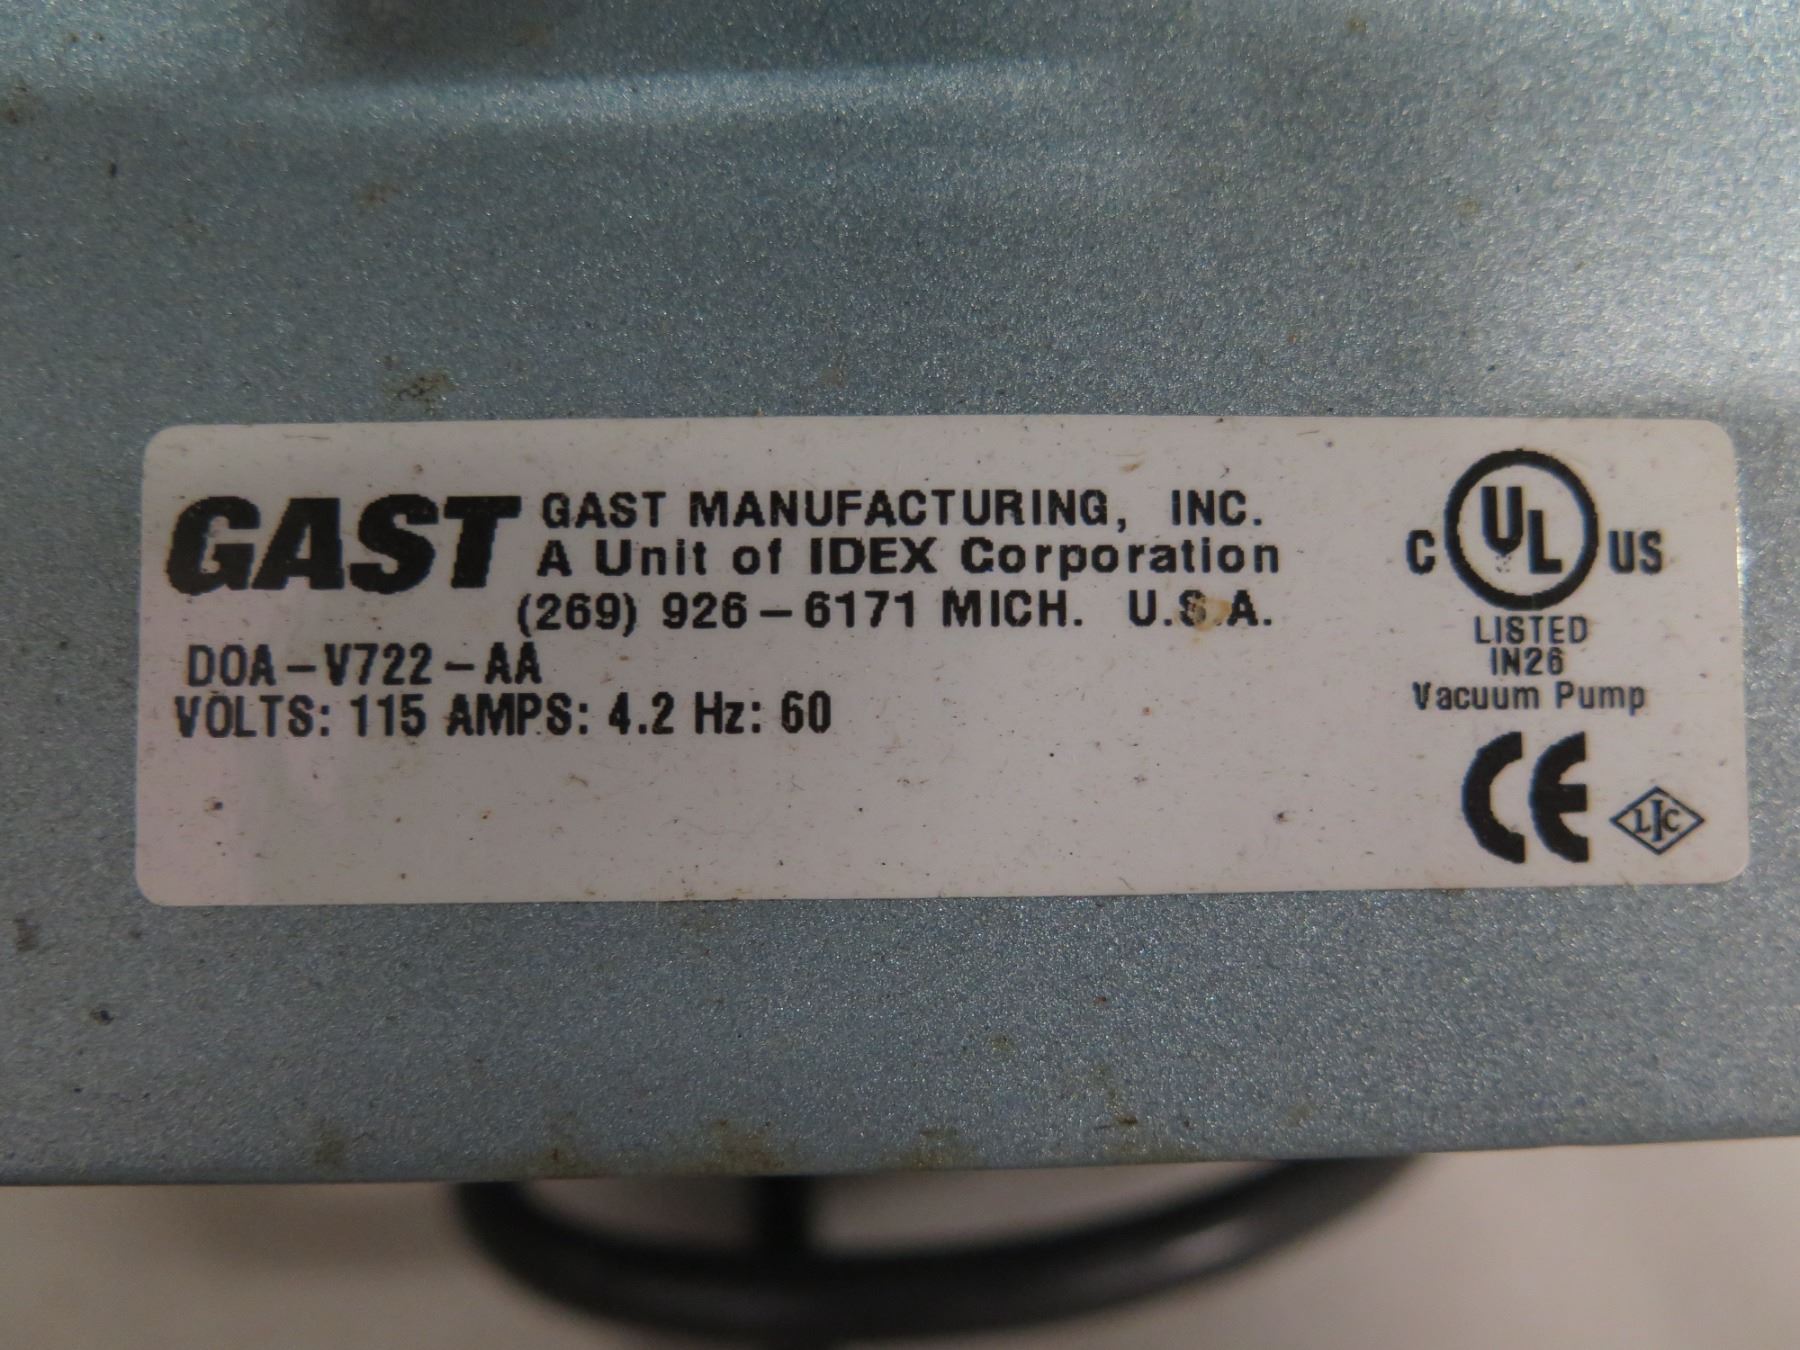 GAST
GAST MANUFACTURING, INC.
A Unit of IDEX Corporation
(269) 926-6171 MICH. U.S.A.
DOA-V722-AA
VOLTS: 115 AMPS: 4.2 Hz: 60
C UL US
LISTED
IN26
Vacuum Pump
CE
LJC